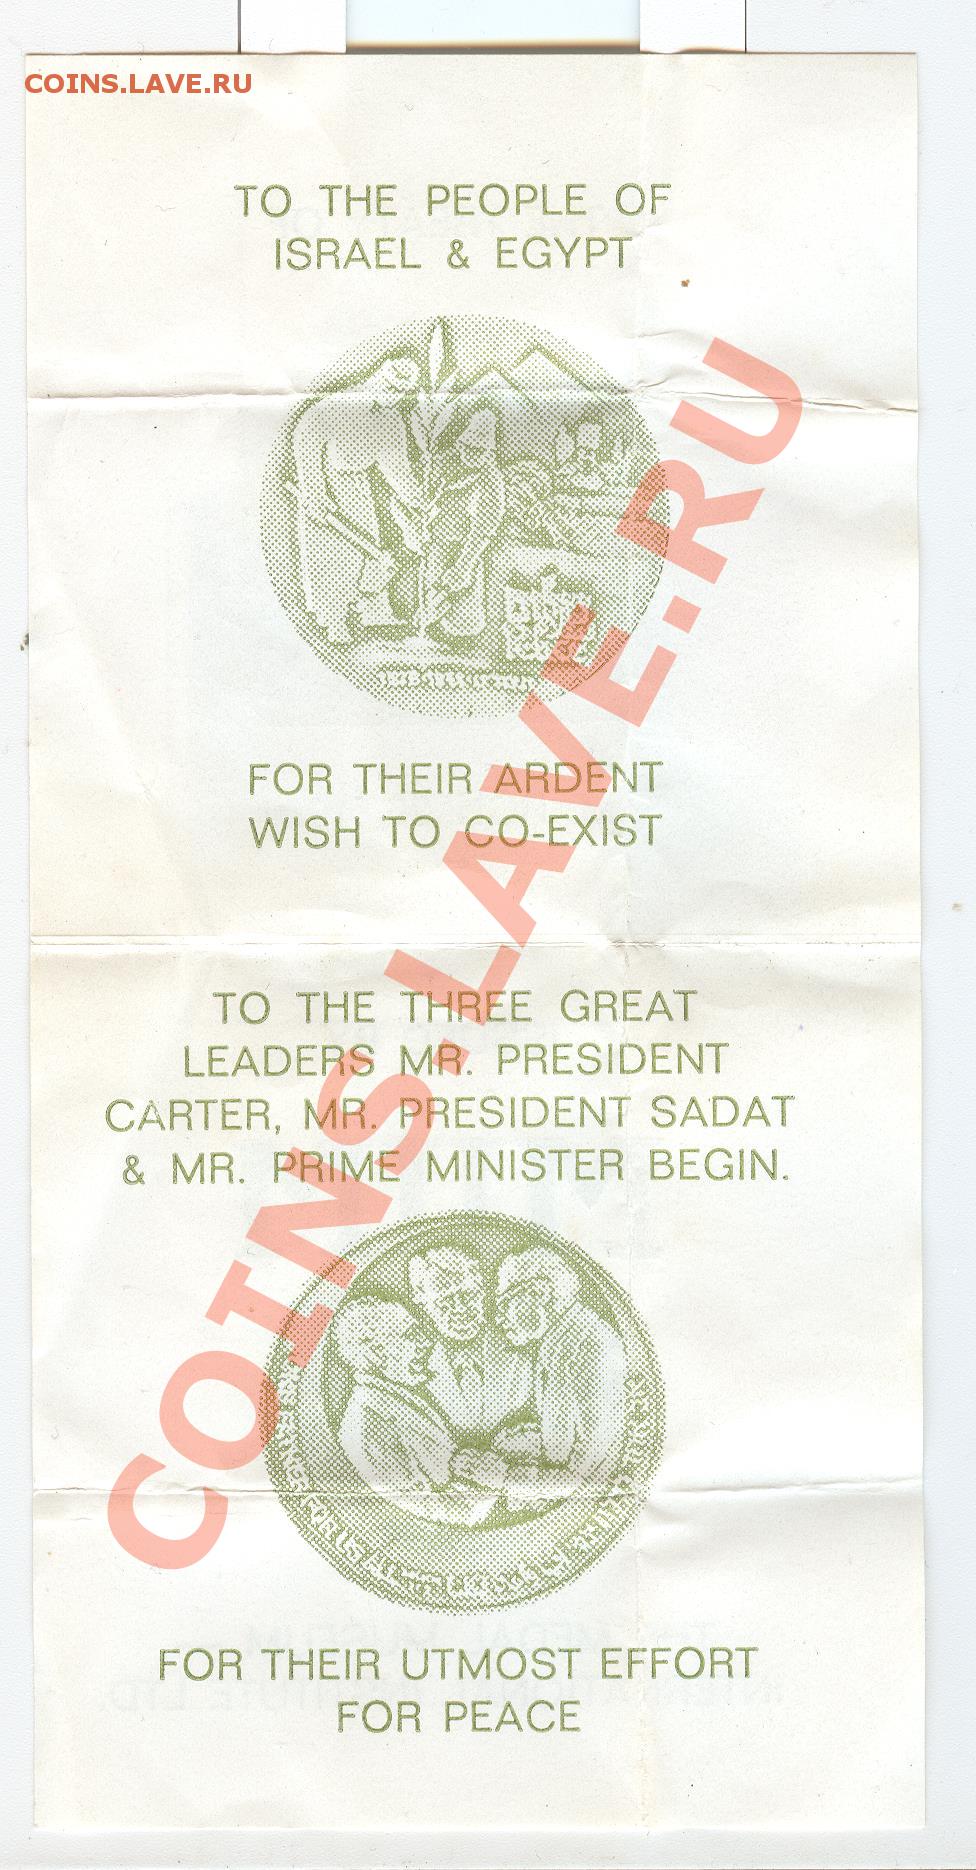 COINS.LAVE.RU
TO THE PEOPLE OF
ISRAEL & EGYPT
FOR THEIR ARDENT
WISH TO CO-EXIST
TO THE THREE GREAT
LEADERS MR. PRESIDENT
CARTER, MR. PRESIDENT SADAT
& MR. PRIME MINISTER BEGIN.
FOR THEIR UTMOST EFFORT
FOR PEACE
COINS.LAVE.RU